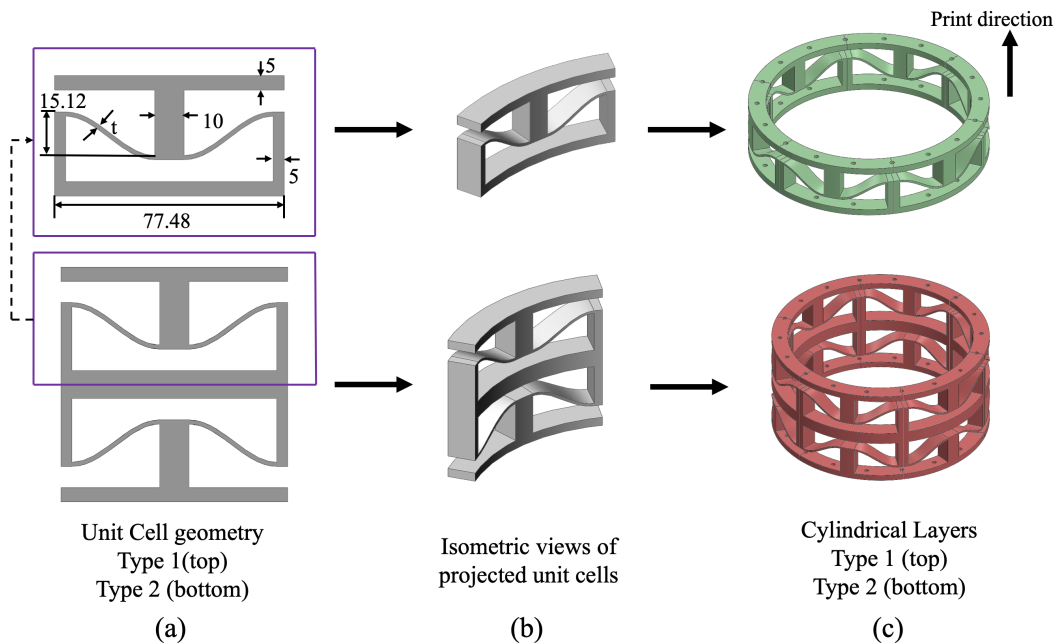 Print direction
5
15.12
t
10
5
77.48
Unit Cell geometry
Type 1(top)
Type 2 (bottom)
(a)
Isometric views of
projected unit cells
(b)
Cylindrical Layers
Type 1 (top)
Type 2 (bottom)
(c)